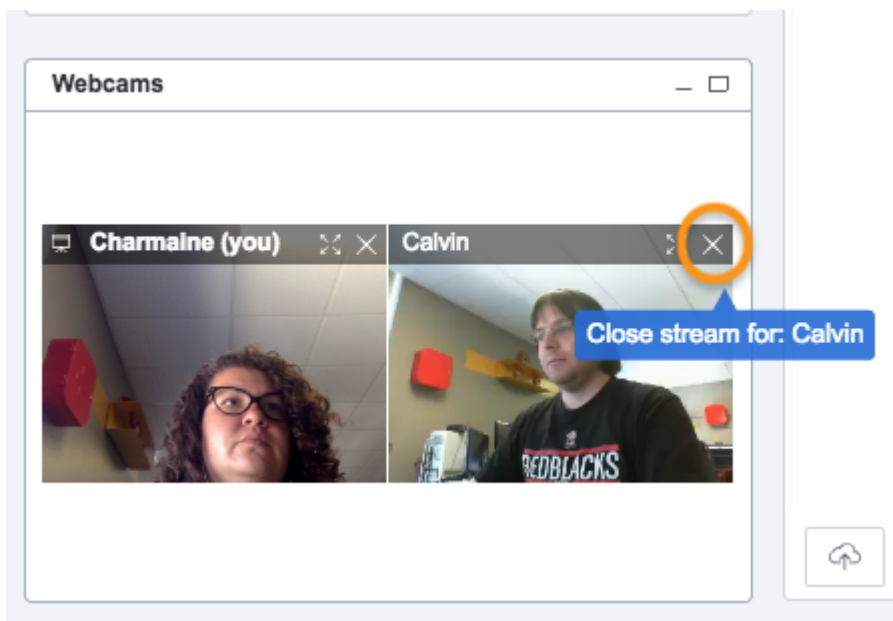 Webcams
Charmaine (you)
Calvin
Close stream for: Calvin
REDBLACKS